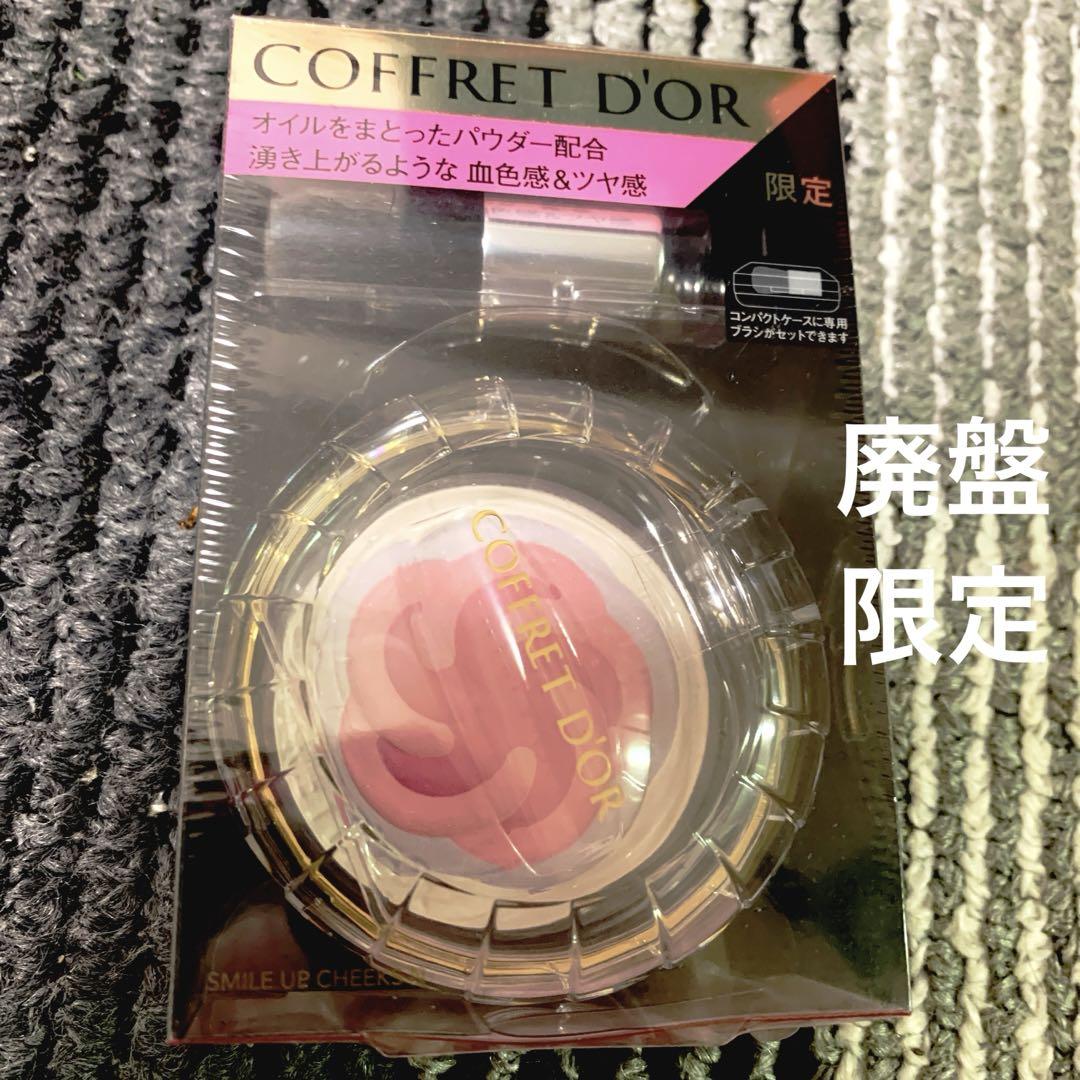 COFFRET D'OR
オイルをまとったパウダー配合
湧き上がるような 血色感&ツヤ感
限定
コンパクトケースに専用
ブラシがセットできます
廃盤
限定
COFFRET D'OR
SMILE UP CHEEKS